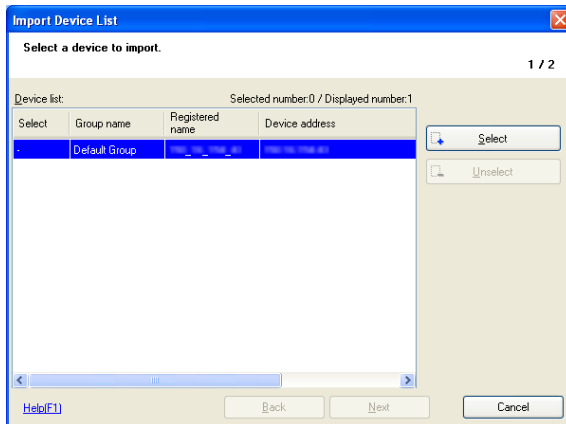 Import Device List
Select a device to import.
1 / 2
Device list: Selected number:0 / Displayed number:1
Select Group name Registered name Device address
- Default Group
Select
Unselect
Help(F1) Back Next Cancel